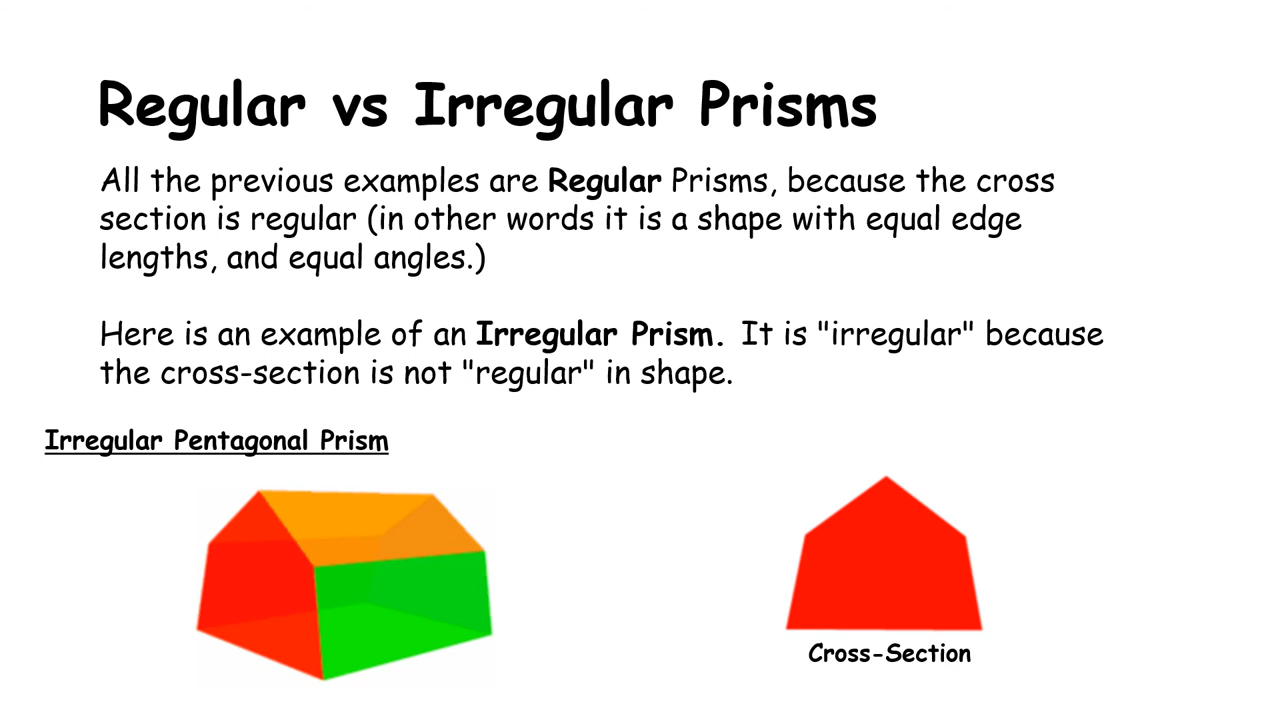 Regular vs Irregular Prisms
All the previous examples are Regular Prisms, because the cross
section is regular (in other words it is a shape with equal edge
lengths, and equal angles.)
Here is an example of an Irregular Prism. It is "irregular" because
the cross-section is not "regular" in shape.
Irregular Pentagonal Prism
Cross-Section